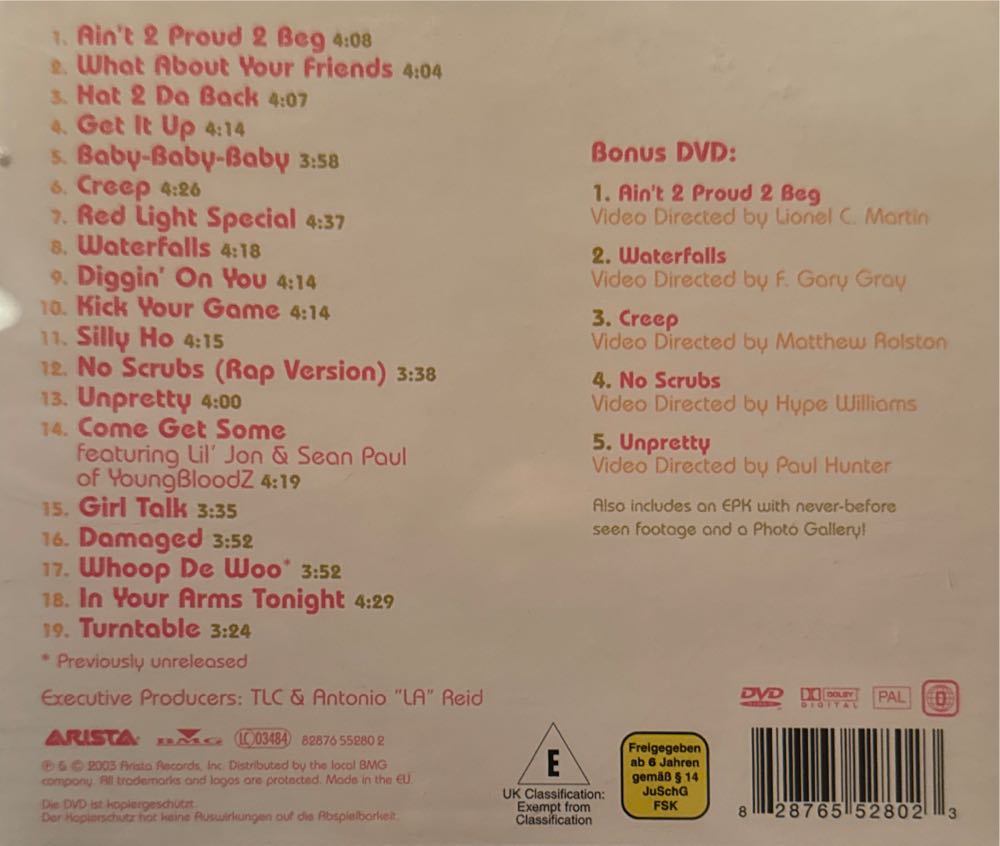 1. Ain't 2 Proud 2 Beg 4:08
2. What About Your Friends 4:04
3. Hat 2 Da Back 4:07
4. Get It Up 4:14
5. Baby-Baby-Baby 3:58
6. Creep 4:26
7. Red Light Special 4:37
8. Waterfalls 4:18
9. Diggin' On You 4:14
10. Kick Your Game 4:14
11. Silly Ho 4:15
12. No Scrubs (Rap Version) 3:38
13. Unpretty 4:00
14. Come Get Some
featuring Lil' Jon & Sean Paul
of YoungBloodZ 4:19
15. Girl Talk 3:35
16. Damaged 3:52
17. Whoop De Woo* 3:52
18. In Your Arms Tonight 4:29
19. Turntable 3:24
* Previously unreleased
Executive Producers: TLC & Antonio "LA" Reid
ARISTA. BMG LC03484 82876 55280 2
℗ & © 2003 Arista Records, Inc. Distributed by the local BMG
company. All trademarks and logos are protected. Made in the EU.
Die DVD ist kopiergeschützt.
Der Kopierschutz hat keine Auswirkungen auf die Abspielbarkeit.
Bonus DVD:
1. Ain't 2 Proud 2 Beg
Video Directed by Lionel C. Martin
2. Waterfalls
Video Directed by F. Gary Gray
3. Creep
Video Directed by Matthew Rolston
4. No Scrubs
Video Directed by Hype Williams
5. Unpretty
Video Directed by Paul Hunter
Also includes an EPK with never-before
seen footage and a Photo Gallery!
DVD DOLBY DIGITAL PAL
E
UK Classification:
Exempt from
Classification
Freigegeben
ab 6 Jahren
gemäß § 14
JuSchG
FSK
8 28765 52802 3